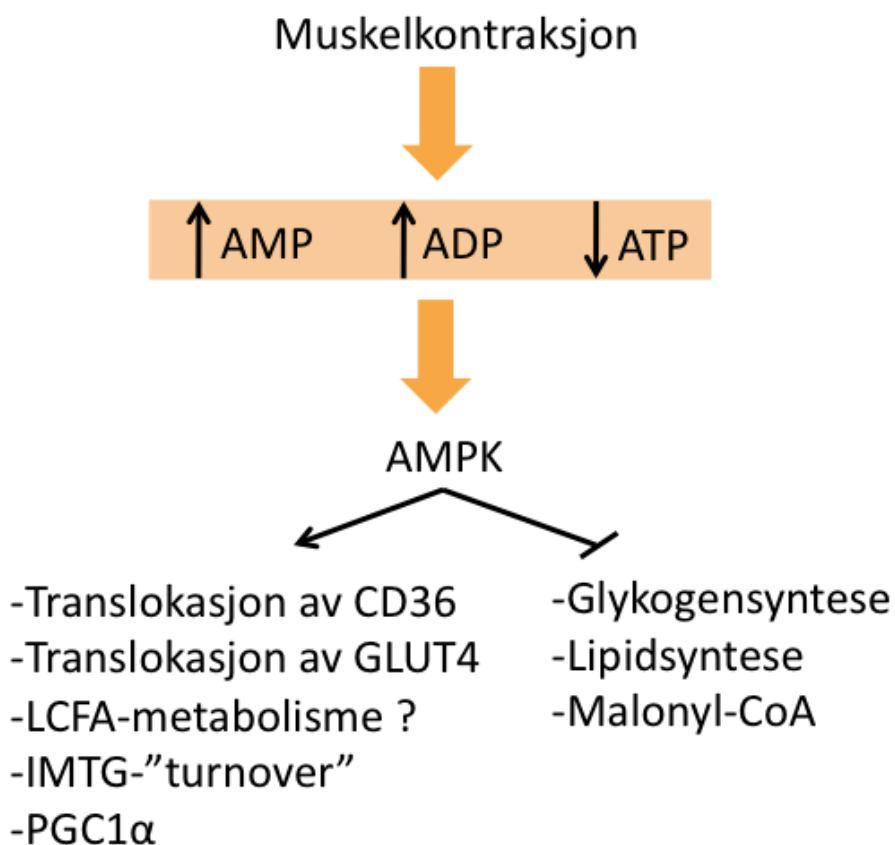 Muskelkontraksjon
AMP ADP ATP
AMPK
-Translokasjon av CD36
-Translokasjon av GLUT4
-LCFA-metabolisme ?
-IMTG-”turnover”
-PGC1α
-Glykogensyntese
-Lipidsyntese
-Malonyl-CoA